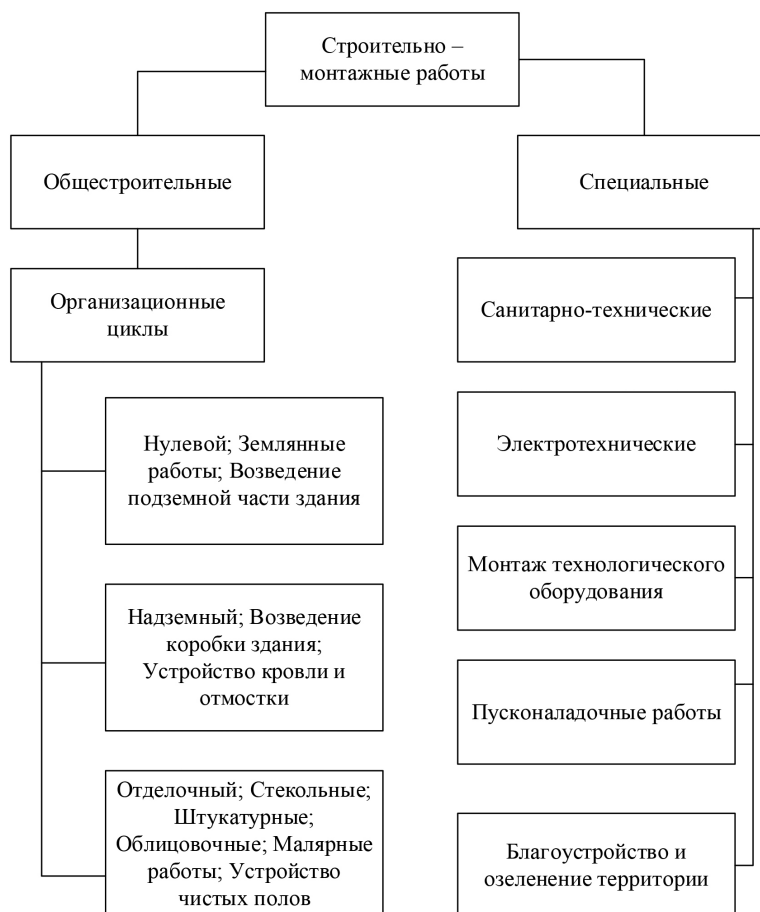 Строительно –
монтажные работы
Общестроительные
Специальные
Организационные
циклы
Санитарно-технические
Нулевой; Землянные
работы; Возведение
подземной части здания
Электротехнические
Монтаж технологического
оборудования
Надземный; Возведение
коробки здания;
Устройство кровли и
отмостки
Пусконаладочные работы
Отделочный; Стекольные;
Штукатурные;
Облицовочные; Малярные
работы; Устройство
чистых полов
Благоустройство и
озеленение территории